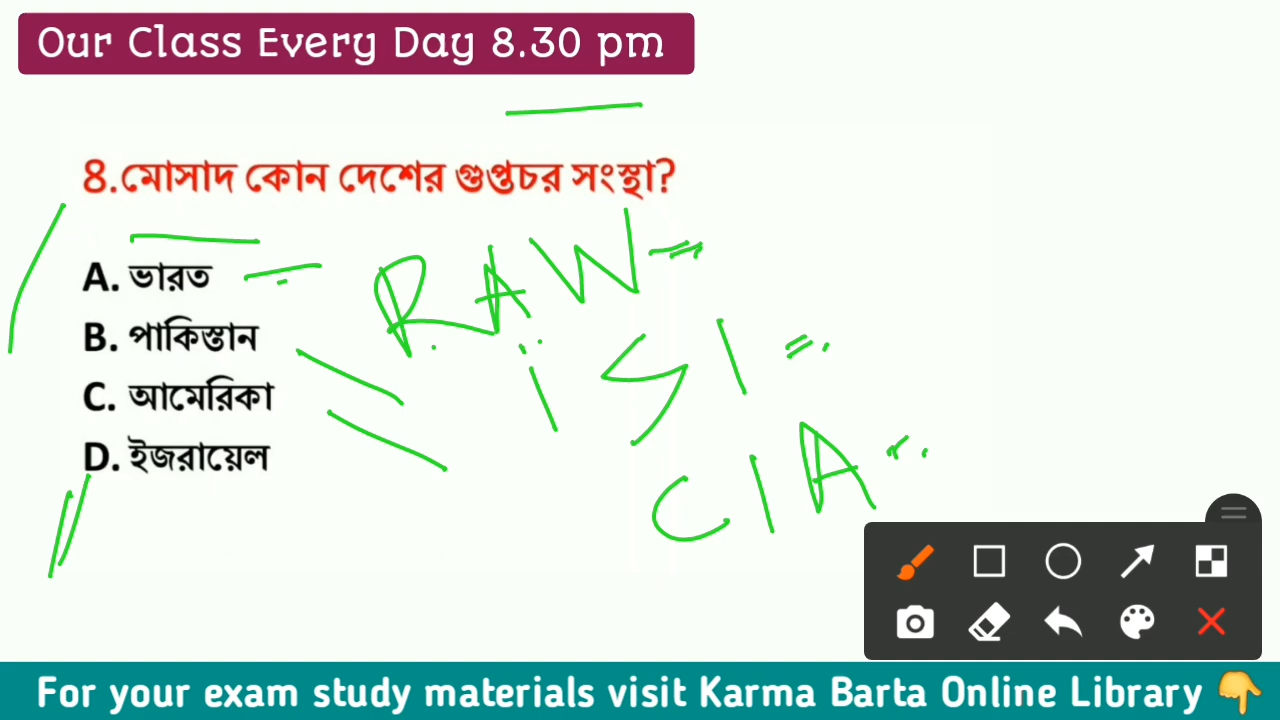 Our Class Every Day 8.30 pm
8.মোসাদ কোন দেশের গুপ্তচর সংস্থা?
A. ভারত
RAW
B. পাকিস্তান
ISI
C. আমেরিকা
CIA
D. ইজরায়েল
For your exam study materials visit Karma Barta Online Library 👇